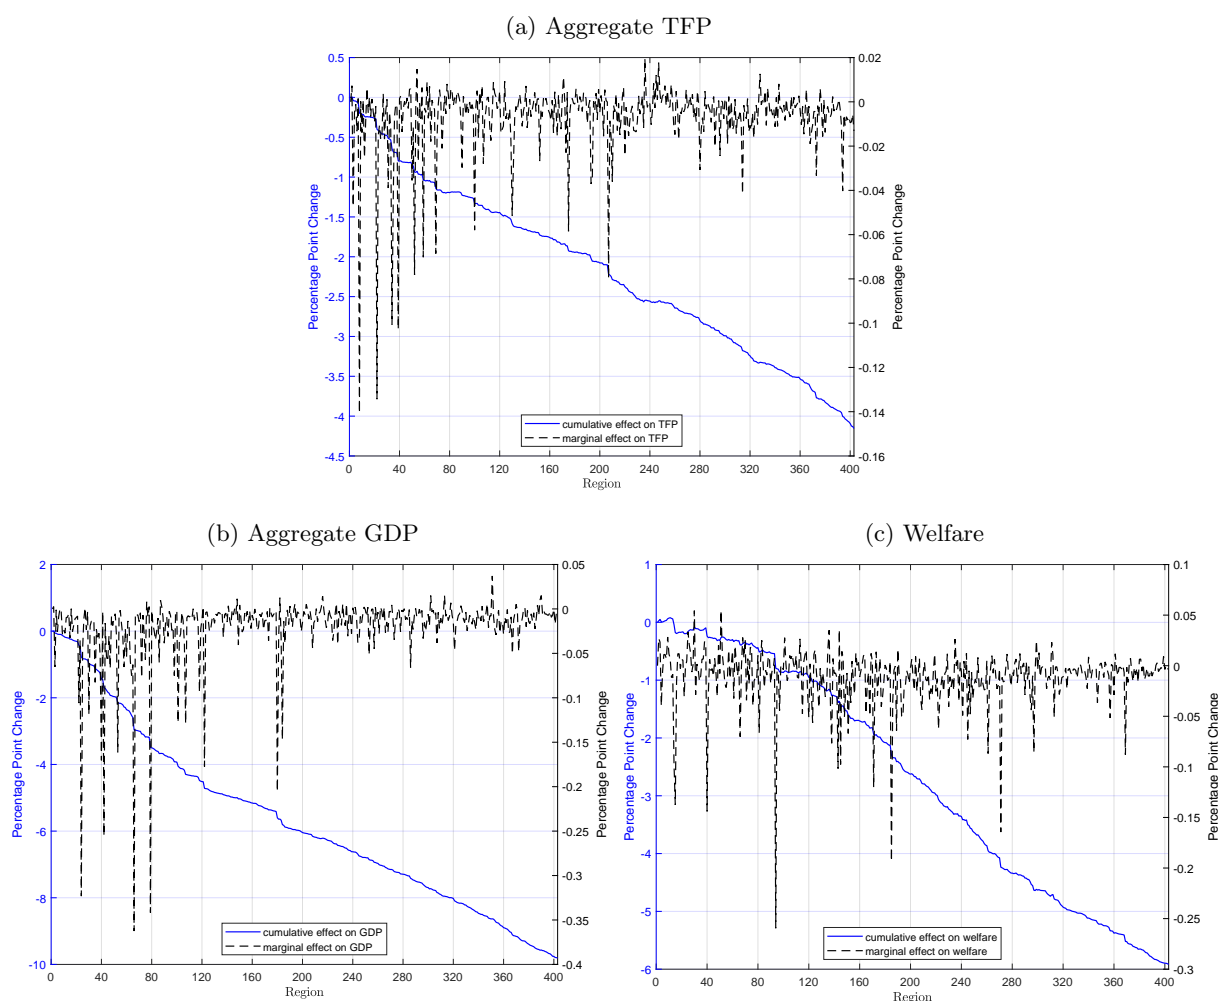 (a) Aggregate TFP
0.5
0
-0.5
-1
-1.5
-2
-2.5
-3
-3.5
-4
-4.5
Percentage Point Change
0.02
0
-0.02
-0.04
-0.06
-0.08
-0.1
-0.12
-0.14
-0.16
Percentage Point Change
cumulative effect on TFP
marginal effect on TFP
0 40 80 120 160 200 240 280 320 360 400
Region
(b) Aggregate GDP
2
0
-2
-4
-6
-8
-10
Percentage Point Change
0.05
0
-0.05
-0.1
-0.15
-0.2
-0.25
-0.3
-0.35
-0.4
Percentage Point Change
cumulative effect on GDP
marginal effect on GDP
0 40 80 120 160 200 240 280 320 360 400
Region
(c) Welfare
1
0
-1
-2
-3
-4
-5
-6
Percentage Point Change
0.1
0.05
0
-0.05
-0.1
-0.15
-0.2
-0.25
-0.3
Percentage Point Change
cumulative effect on welfare
marginal effect on welfare
0 40 80 120 160 200 240 280 320 360 400
Region